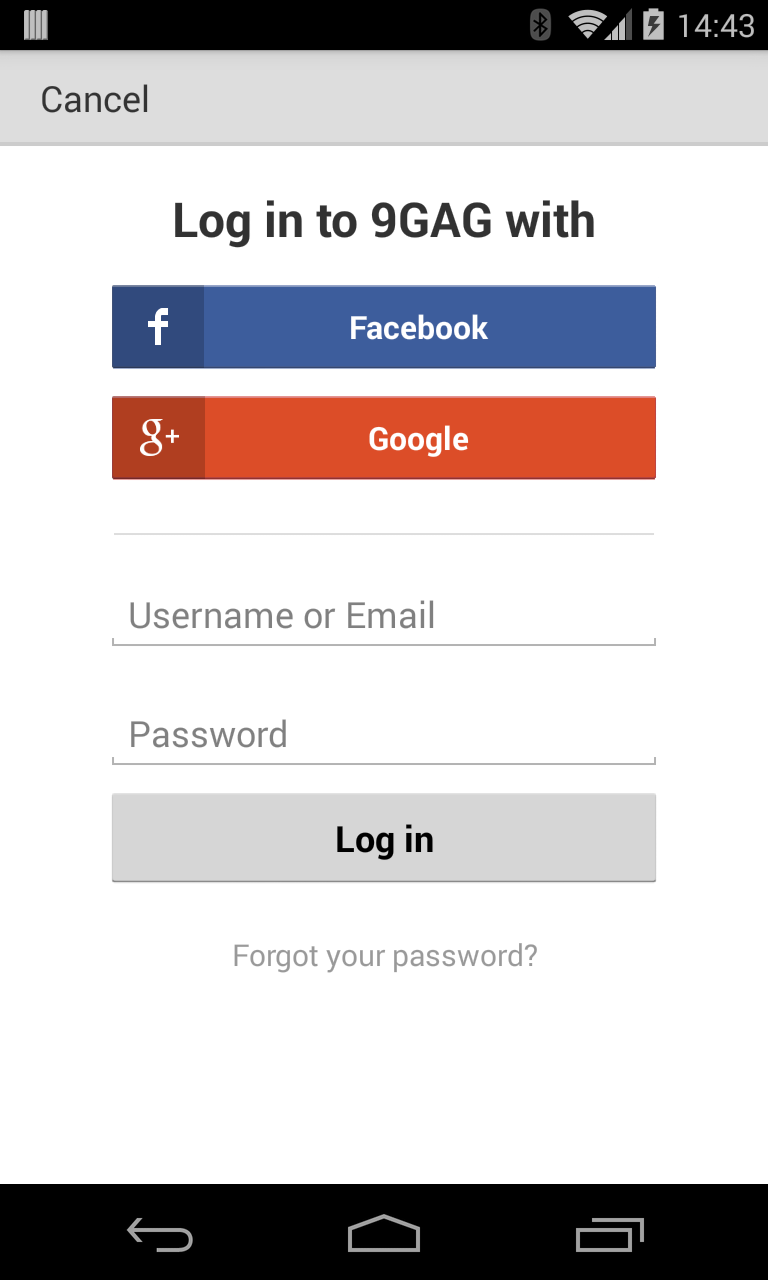 14:43
Cancel
Log in to 9GAG with
f Facebook
g+ Google
Username or Email
Password
Log in
Forgot your password?